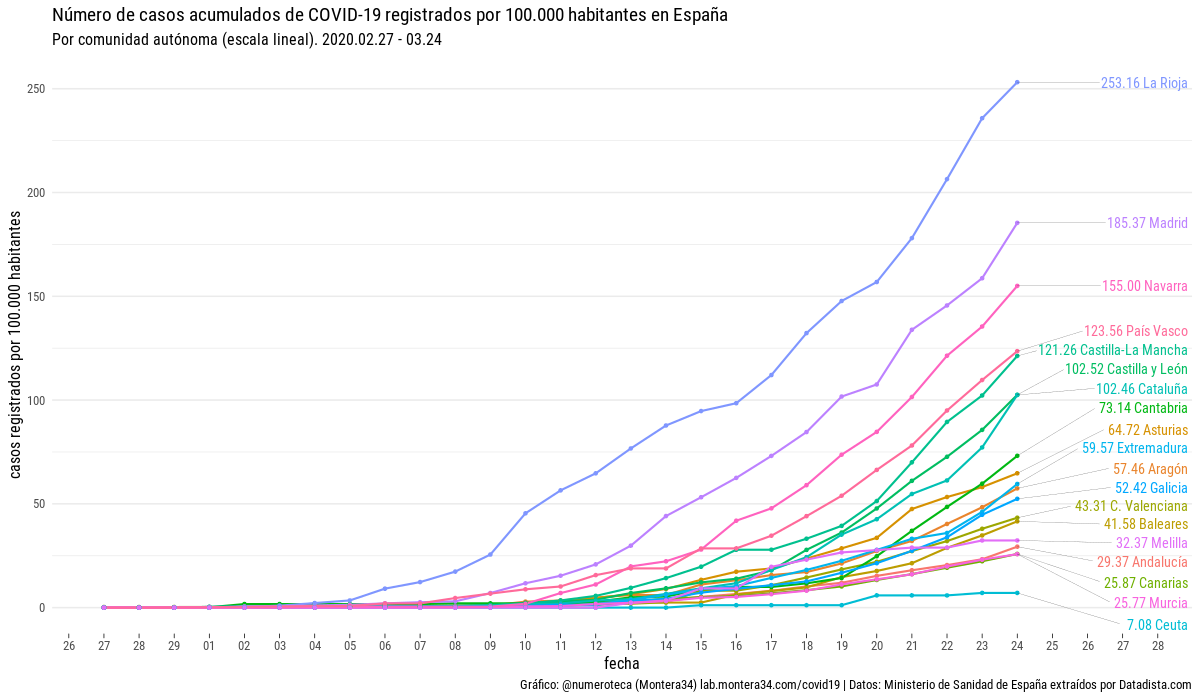 Número de casos acumulados de COVID-19 registrados por 100.000 habitantes en España
Por comunidad autónoma (escala lineal). 2020.02.27 - 03.24
casos registrados por 100.000 habitantes
250
200
150
100
50
0
253.16 La Rioja
185.37 Madrid
155.00 Navarra
123.56 País Vasco
121.26 Castilla-La Mancha
102.52 Castilla y León
102.46 Cataluña
73.14 Cantabria
64.72 Asturias
59.57 Extremadura
57.46 Aragón
52.42 Galicia
43.31 C. Valenciana
41.58 Baleares
32.37 Melilla
29.37 Andalucía
25.87 Canarias
25.77 Murcia
7.08 Ceuta
26 27 28 29 01 02 03 04 05 06 07 08 09 10 11 12 13 14 15 16 17 18 19 20 21 22 23 24 25 26 27 28
fecha
Gráfico: @numeroteca (Montera34) lab.montera34.com/covid19 | Datos: Ministerio de Sanidad de España extraídos por Datadista.com